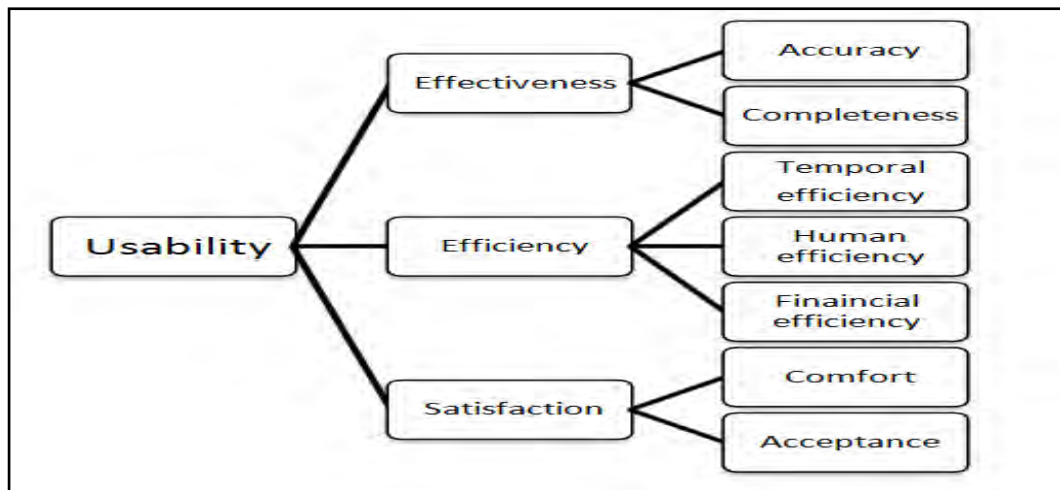 Usability
Effectiveness
Accuracy
Completeness
Efficiency
Temporal
efficiency
Human
efficiency
Finaincial
efficiency
Satisfaction
Comfort
Acceptance